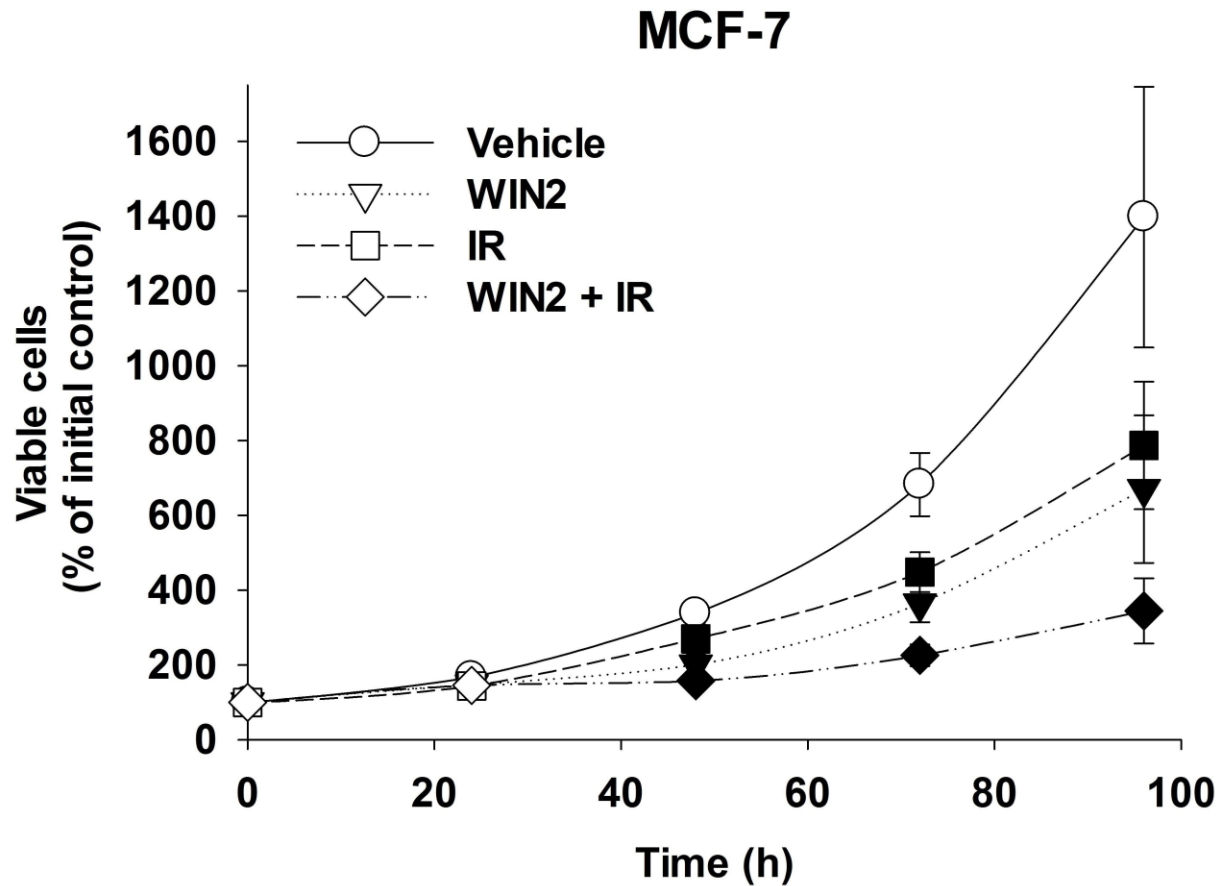 MCF-7
Viable cells
(% of initial control)
1600
1400
1200
1000
800
600
400
200
0
Vehicle
WIN2
IR
WIN2 + IR
0 20 40 60 80 100
Time (h)